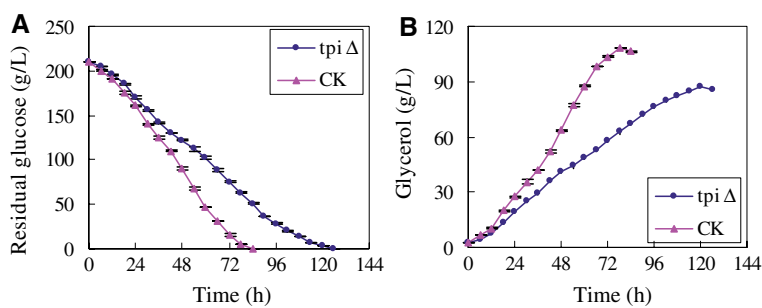 A
Residual glucose (g/L)
250
200
150
100
50
0
0 24 48 72 96 120 144
Time (h)
tpi Δ
CK
B
Glycerol (g/L)
120
90
60
30
0
0 24 48 72 96 120 144
Time (h)
tpi Δ
CK